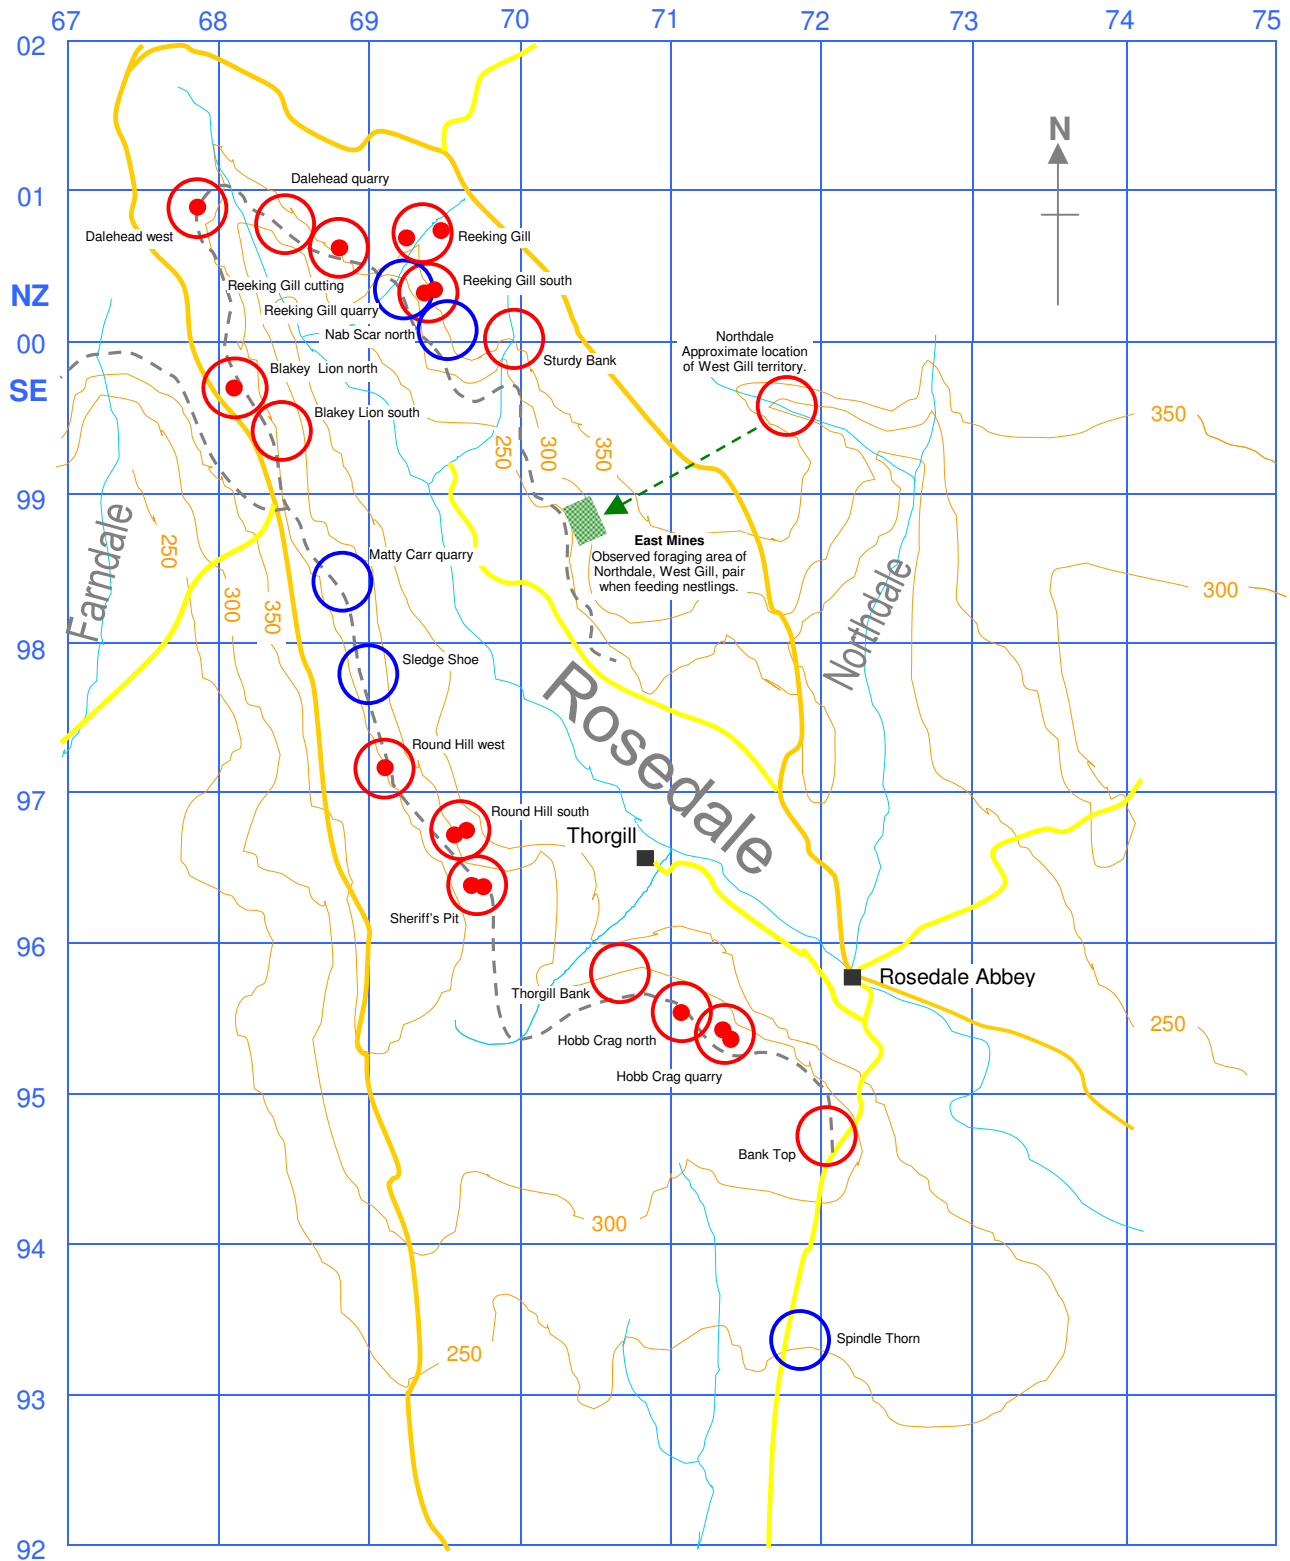 67 68 69 70 71 72 73 74 75
02
N
Dalehead quarry
01
Dalehead west
Reeking Gill
Reeking Gill south
Reeking Gill cutting
NZ
Reeking Gill quarry
Nab Scar north
00
Northdale
Approximate location
of West Gill territory.
Sturdy Bank
Blakey Lion north
SE
Blakey Lion south
350
250
300
350
99
Farndale
250
East Mines
Observed foraging area of
Northdale, West Gill, pair
when feeding nestlings.
Matty Carr quarry
300
350
300
Northdale
98
Sledge Shoe
Rosedale
Round Hill west
97
Round Hill south
Thorgill
Sheriff's Pit
96
Rosedale Abbey
Thorgill Bank
250
Hobb Crag north
Hobb Crag quarry
95
Bank Top
300
94
Spindle Thorn
250
93
92